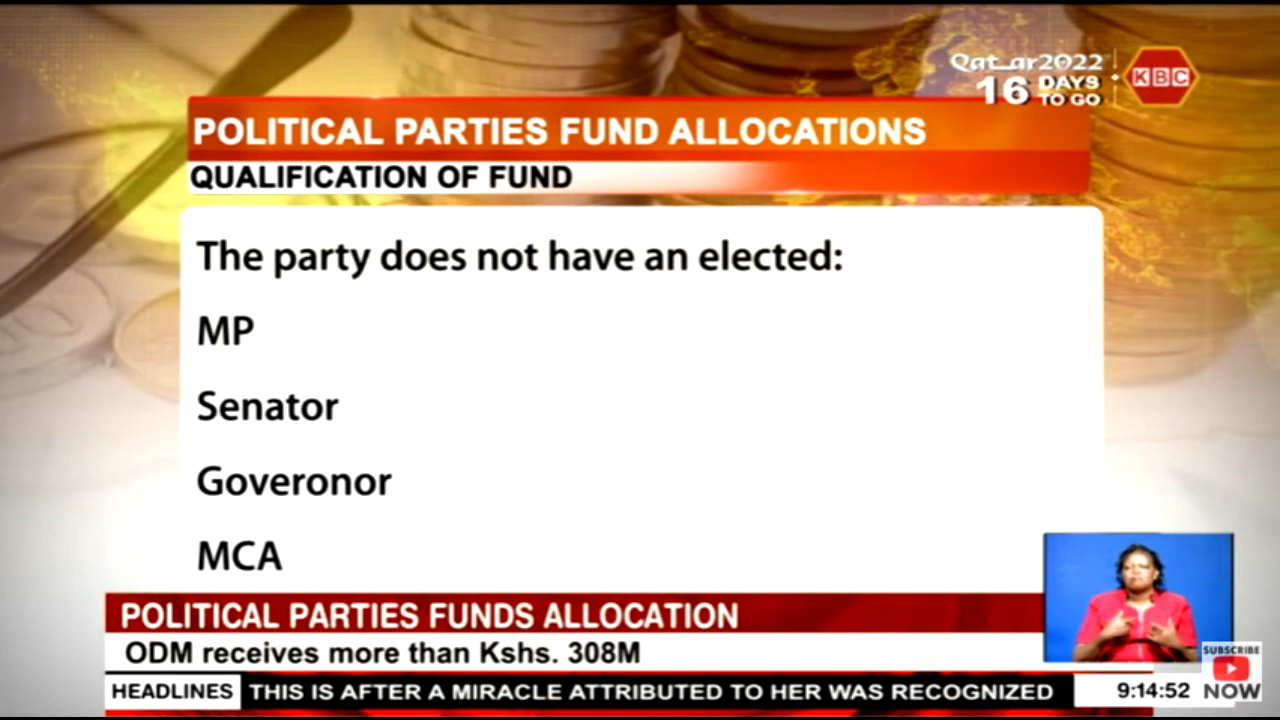 Qatar2022
16 DAYS
TO GO
KBC
POLITICAL PARTIES FUND ALLOCATIONS
QUALIFICATION OF FUND
The party does not have an elected:
MP
Senator
Goveronor
MCA
POLITICAL PARTIES FUNDS ALLOCATION
ODM receives more than Kshs. 308M
HEADLINES THIS IS AFTER A MIRACLE ATTRIBUTED TO HER WAS RECOGNIZED 9:14:52
SUBSCRIBE
NOW